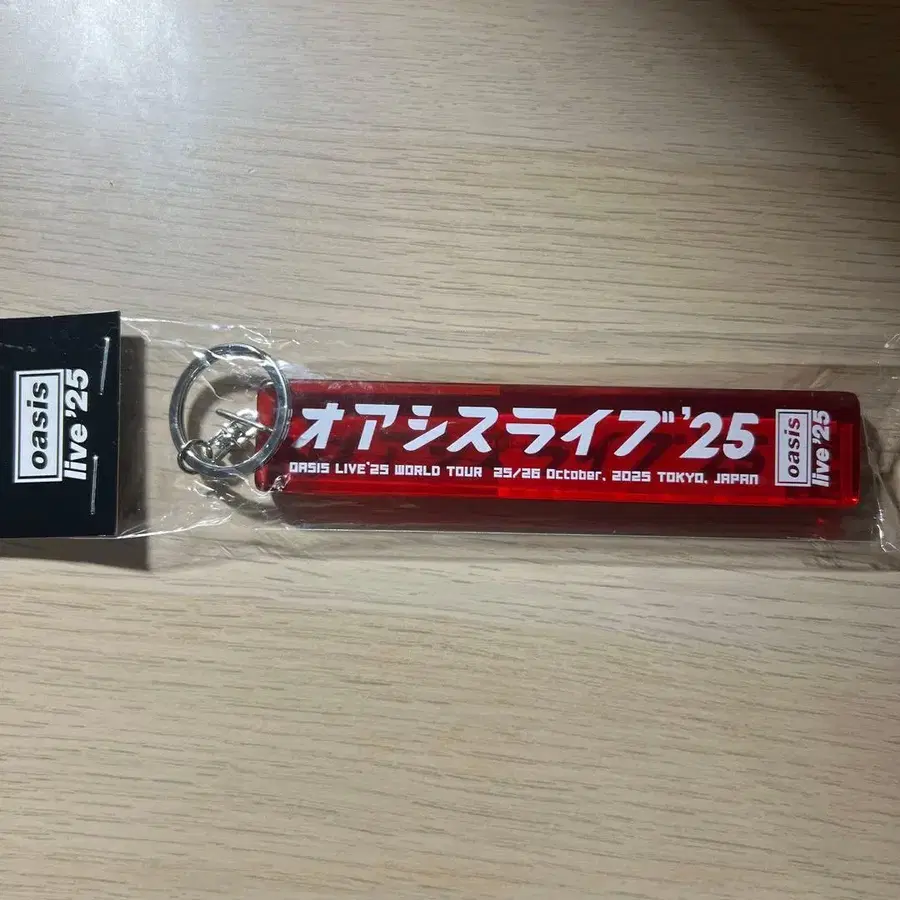 oasis
live '25
オアシスライブ'25
OASIS LIVE'25 WORLD TOUR 25/26 October, 2025 TOKYO, JAPAN
oasis
live '25